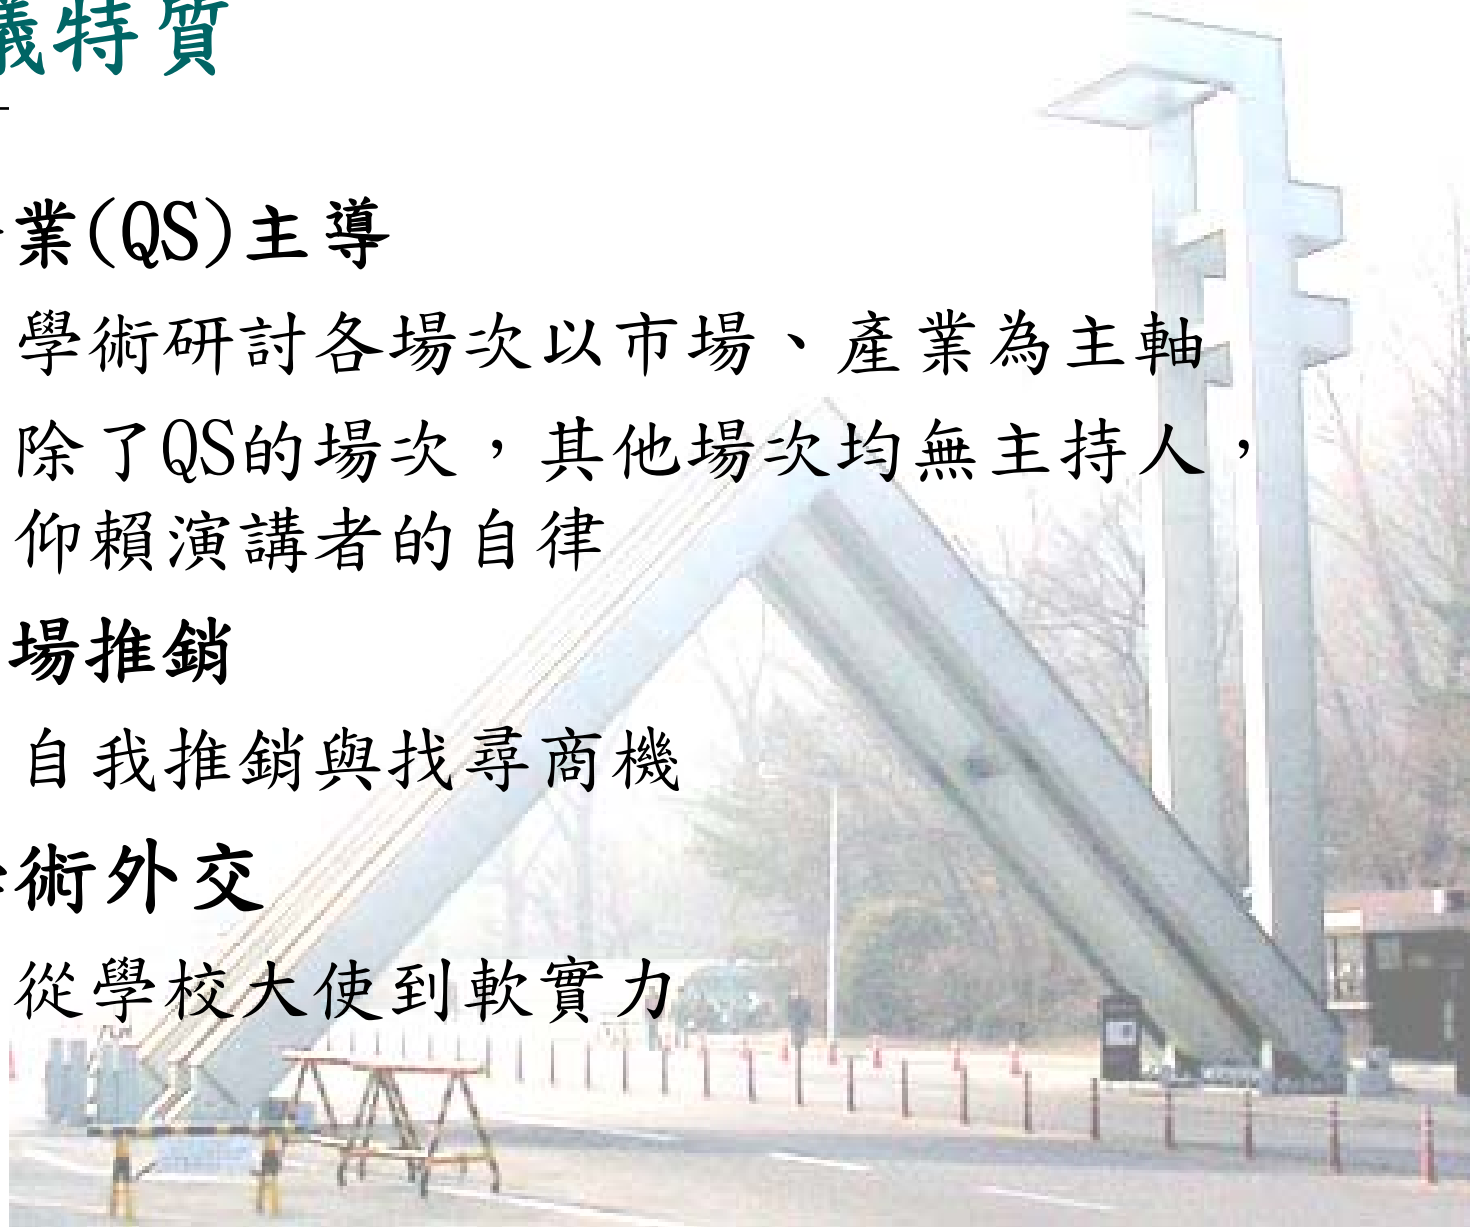 議特質
業(QS)主導
學術研討各場次以市場、產業為主軸
除了QS的場次，其他場次均無主持人，
仰賴演講者的自律
場推銷
自我推銷與找尋商機
術外交
從學校大使到軟實力